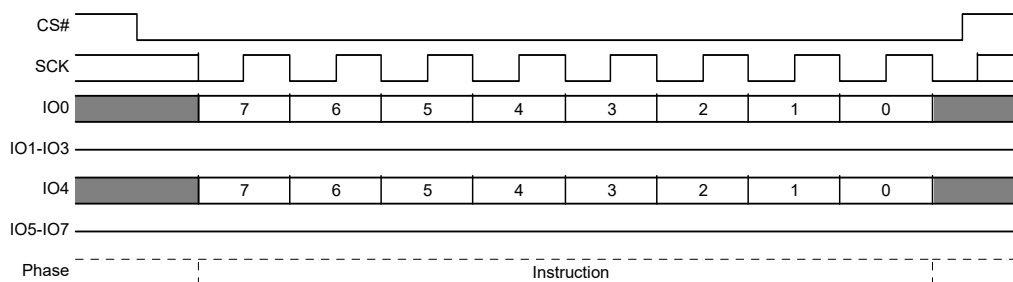 CS#
SCK
IO0 7 6 5 4 3 2 1 0
IO1-IO3
IO4 7 6 5 4 3 2 1 0
IO5-IO7
Phase Instruction